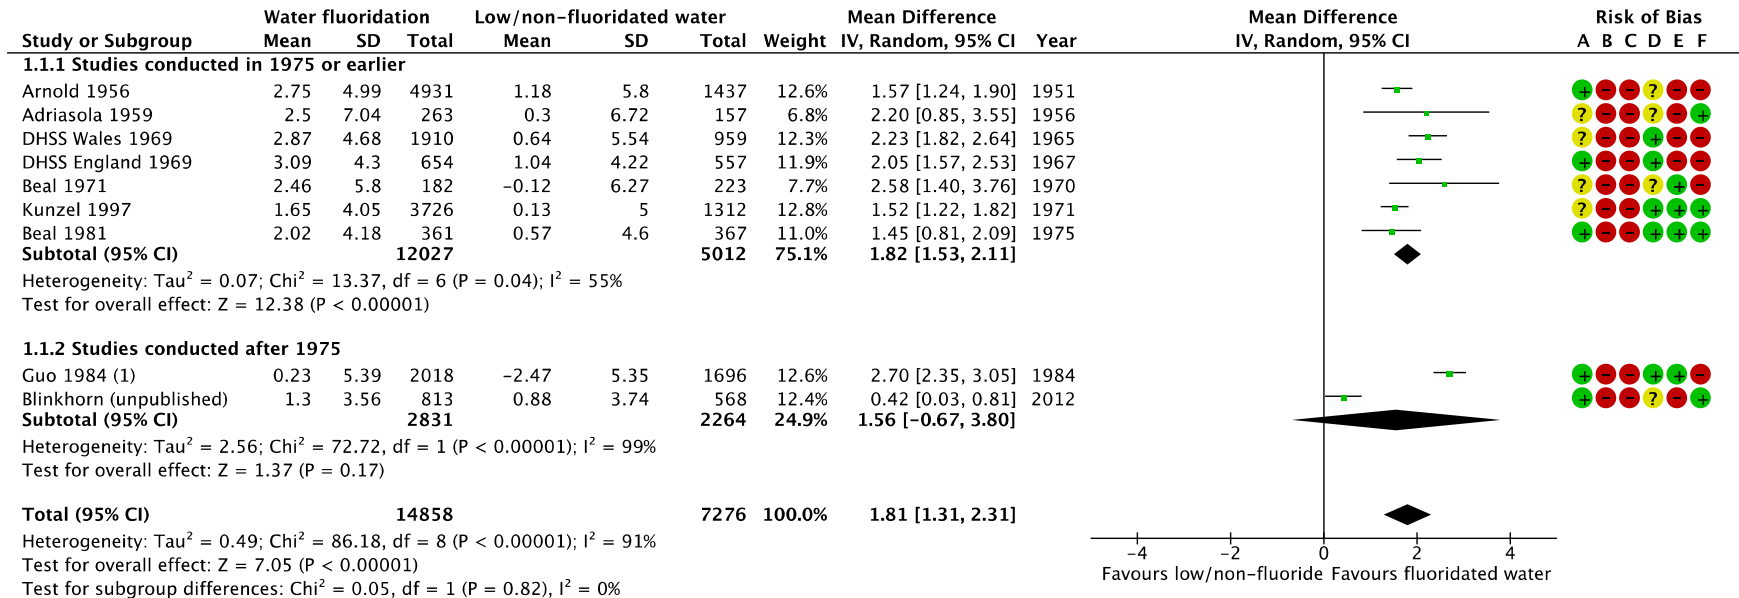 Water fluoridation Low/non-fluoridated water Mean Difference Mean Difference Risk of Bias
Study or Subgroup Mean SD Total Mean SD Total Weight IV, Random, 95% CI Year IV, Random, 95% CI A B C D E F
1.1.1 Studies conducted in 1975 or earlier
Arnold 1956 2.75 4.99 4931 1.18 5.8 1437 12.6% 1.57 [1.24, 1.90] 1951 + − − ? − −
Adriasola 1959 2.5 7.04 263 0.3 6.72 157 6.8% 2.20 [0.85, 3.55] 1956 ? − − ? − +
DHSS Wales 1969 2.87 4.68 1910 0.64 5.54 959 12.3% 2.23 [1.82, 2.64] 1965 ? − − + − −
DHSS England 1969 3.09 4.3 654 1.04 4.22 557 11.9% 2.05 [1.57, 2.53] 1967 + − − + − −
Beal 1971 2.46 5.8 182 −0.12 6.27 223 7.7% 2.58 [1.40, 3.76] 1970 ? − − ? + −
Kunzel 1997 1.65 4.05 3726 0.13 5 1312 12.8% 1.52 [1.22, 1.82] 1971 ? − − + + +
Beal 1981 2.02 4.18 361 0.57 4.6 367 11.0% 1.45 [0.81, 2.09] 1975 + − − + + +
Subtotal (95% CI) 12027 5012 75.1% 1.82 [1.53, 2.11]
Heterogeneity: Tau² = 0.07; Chi² = 13.37, df = 6 (P = 0.04); I² = 55%
Test for overall effect: Z = 12.38 (P < 0.00001)
1.1.2 Studies conducted after 1975
Guo 1984 (1) 0.23 5.39 2018 −2.47 5.35 1696 12.6% 2.70 [2.35, 3.05] 1984 + − − + + −
Blinkhorn (unpublished) 1.3 3.56 813 0.88 3.74 568 12.4% 0.42 [0.03, 0.81] 2012 + − − ? − +
Subtotal (95% CI) 2831 2264 24.9% 1.56 [−0.67, 3.80]
Heterogeneity: Tau² = 2.56; Chi² = 72.72, df = 1 (P < 0.00001); I² = 99%
Test for overall effect: Z = 1.37 (P = 0.17)
Total (95% CI) 14858 7276 100.0% 1.81 [1.31, 2.31]
Heterogeneity: Tau² = 0.49; Chi² = 86.18, df = 8 (P < 0.00001); I² = 91%
Test for overall effect: Z = 7.05 (P < 0.00001)
Test for subgroup differences: Chi² = 0.05, df = 1 (P = 0.82), I² = 0%
−4 −2 0 2 4
Favours low/non-fluoride Favours fluoridated water